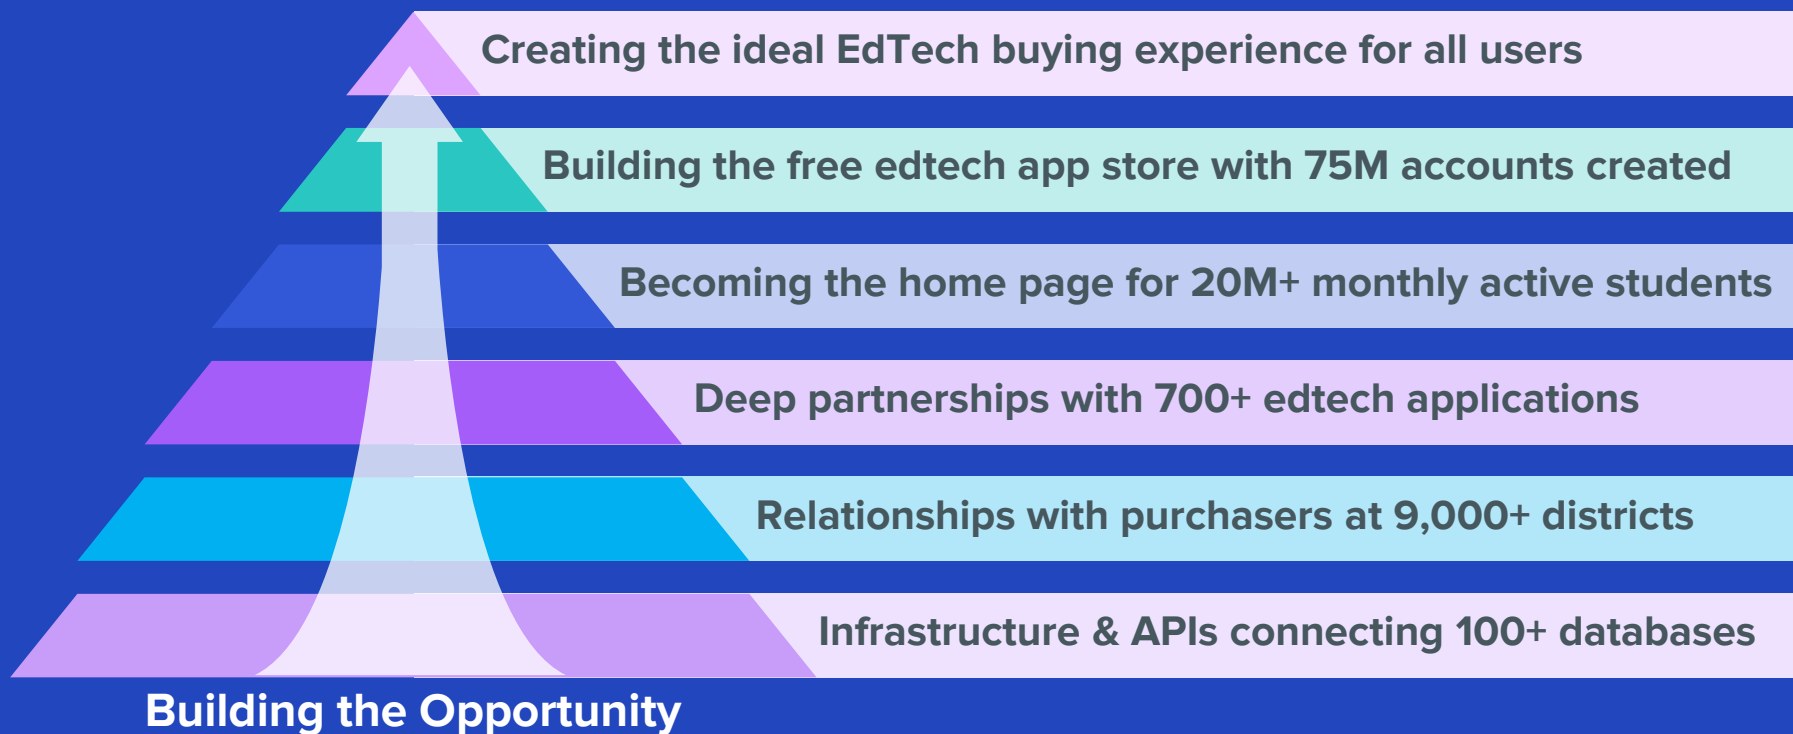 Creating the ideal EdTech buying experience for all users
Building the free edtech app store with 75M accounts created
Becoming the home page for 20M+ monthly active students
Deep partnerships with 700+ edtech applications
Relationships with purchasers at 9,000+ districts
Infrastructure & APIs connecting 100+ databases
Building the Opportunity